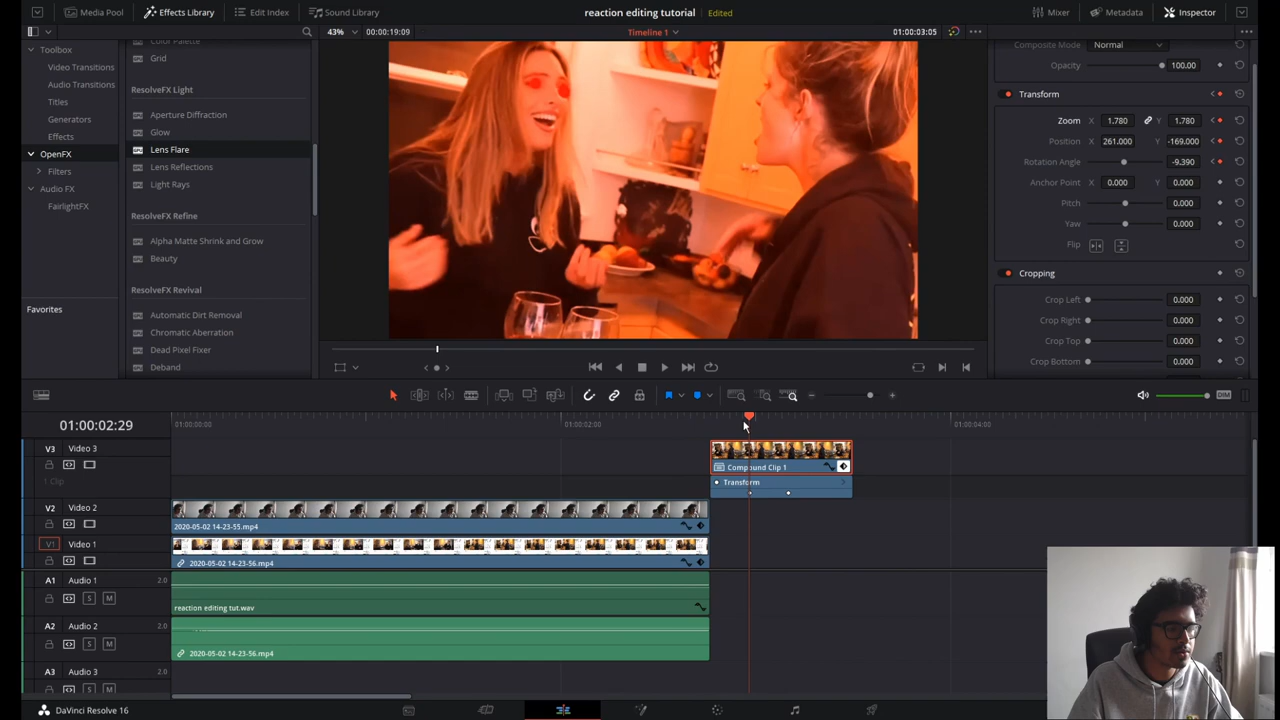 Media Pool
Effects Library
Edit Index
Sound Library
reaction editing tutorial
Edited
Mixer
Metadata
Inspector
43%
00:00:19:09
Timeline 1
01:00:03:05
Toolbox
Video Transitions
Audio Transitions
Titles
Generators
Effects
OpenFX
Filters
Audio FX
FairlightFX
Favorites
Color Palette
Grid
ResolveFX Light
Aperture Diffraction
Glow
Lens Flare
Lens Reflections
Light Rays
ResolveFX Refine
Alpha Matte Shrink and Grow
Beauty
ResolveFX Revival
Automatic Dirt Removal
Chromatic Aberration
Dead Pixel Fixer
Deband
Composite Mode Normal
Opacity 100.00
Transform
Zoom X 1.780 Y 1.780
Position X 261.000 Y -169.000
Rotation Angle -9.390
Anchor Point X 0.000 Y 0.000
Pitch 0.000
Yaw 0.000
Flip
Cropping
Crop Left 0.000
Crop Right 0.000
Crop Top 0.000
Crop Bottom 0.000
DIM
01:00:02:29
01:00:00:00
01:00:02:00
01:00:04:00
V3 Video 3
1 Clip
Compound Clip 1
Transform
V2 Video 2
2020-05-02 14-23-55.mp4
V1 Video 1
2020-05-02 14-23-56.mp4
A1 Audio 1 2.0
S M
reaction editing tut.wav
A2 Audio 2 2.0
S M
2020-05-02 14-23-56.mp4
A3 Audio 3 2.0
DaVinci Resolve 16